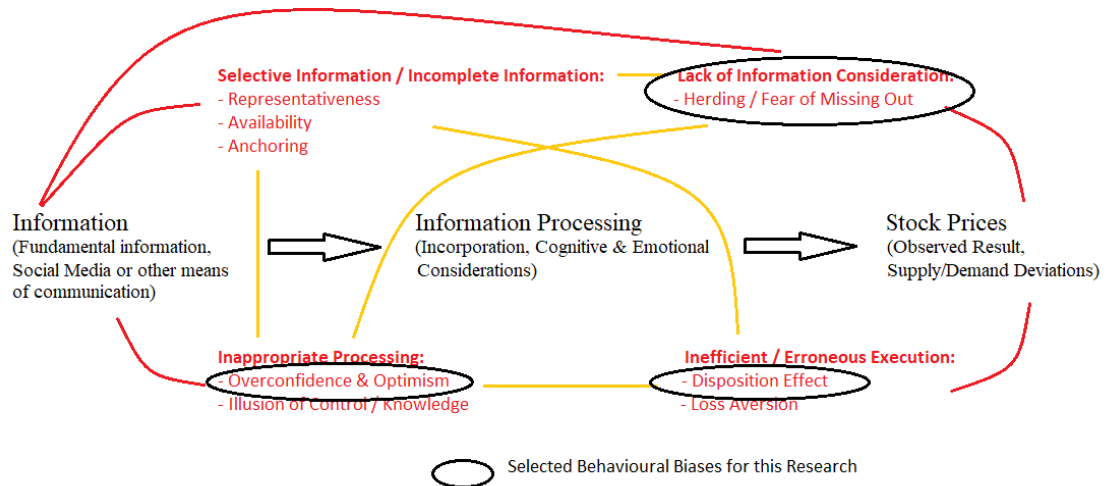 Selective Information / Incomplete Information:
- Representativeness
- Availability
- Anchoring
Lack of Information Consideration:
- Herding / Fear of Missing Out
Information
(Fundamental information,
Social Media or other means
of communication)
Information Processing
(Incorporation, Cognitive & Emotional
Considerations)
Stock Prices
(Observed Result,
Supply/Demand Deviations)
Inappropriate Processing:
- Overconfidence & Optimism
- Illusion of Control / Knowledge
Inefficient / Erroneous Execution:
- Disposition Effect
- Loss Aversion
Selected Behavioural Biases for this Research